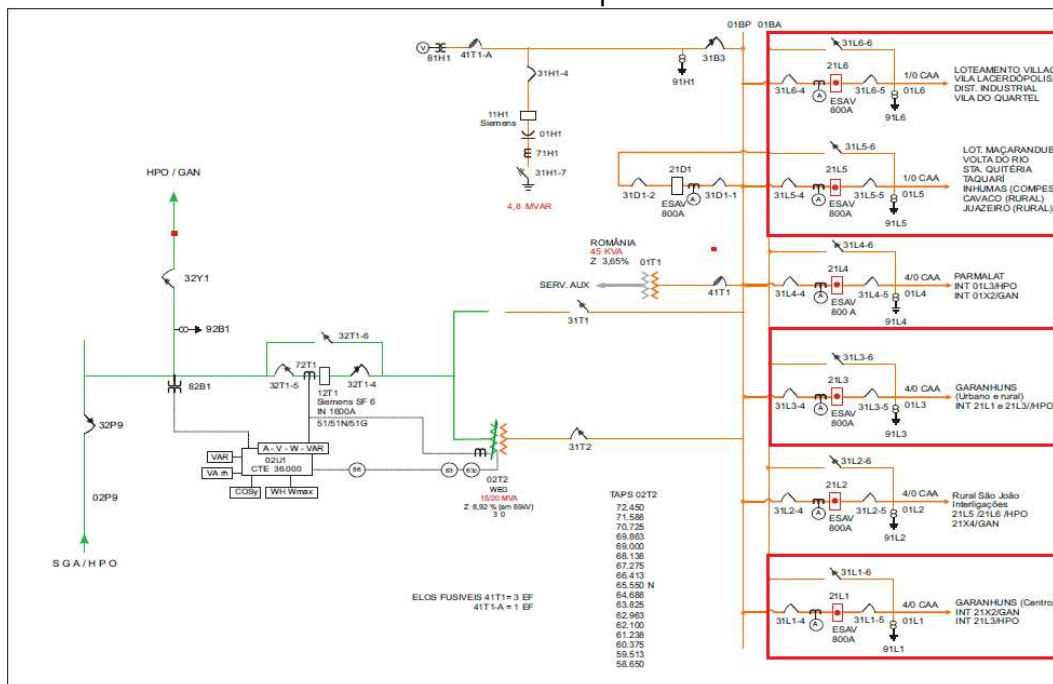 01BP 01BA
V
81H1
41T1-A
91H1
31B3
31H1-4
11H1
Siemens
01H1
71H1
31H1-7
4,8 MVAR
31L6-6
21L6
1/0 CAA
31L6-4
A
31L6-5
01L6
ESAV
800A
91L6
LOTEAMENTO
VILA LACERDÓPOLIS
DIST. INDUSTRIAL
VILA DO QUARTEL
31L5-6
21D1
21L5
1/0 CAA
31D1-2
A
31D1-1
31L5-4
A
31L5-5
01L5
ESAV
800A
ESAV
800A
91L5
LOT.
VOLTA DO RIO
STA. QUITÉRIA
TAQUARÍ
INHUMAS
CAVACO (RURAL)
JUAZEIRO (RURAL)
HPO / GAN
32Y1
92B1
82B1
ROMÂNIA
45 KVA
Z 3,65%
01T1
SERV. AUX
41T1
31L4-6
21L4
4/0 CAA
31L4-4
A
31L4-5
01L4
ESAV
800 A
91L4
PARMALAT
INT 01L3/HPO
INT 01X2/GAN
31T1
32T1-6
72T1
32T1-5
32T1-4
12T1
Siemens SF 6
IN 1600A
51/51N/51G
31L3-6
21L3
4/0 CAA
31L3-4
A
31L3-5
01L3
ESAV
800A
91L3
GARANHUNS
(Urbano e rural)
INT 21L1 e 21L3//HPO
32P9
02P9
SGA/HPO
A - V - W - VAR
VAR
02U1
CTE 36.000
COSy
WH Wmax
63
31T2
02T2
WEG
15/20 MVA
Z 8,92 % (em 69kV)
3 0
31L2-6
21L2
4/0 CAA
31L2-4
A
31L2-5
01L2
ESAV
800A
91L2
Rural São João
Interligações
21L5 /21L6 /HPO
21X4/GAN
TAPS 02T2
72.450
71.588
70.725
69.863
69.000
68.138
67.275
66.413
65.550 N
64.688
63.825
62.963
62.100
61.238
60.375
59.513
58.650
ELOS FUSIVEIS 41T1= 3 EF
41T1-A = 1 EF
31L1-6
21L1
4/0 CAA
31L1-4
A
31L1-5
01L1
ESAV
800A
91L1
GARANHUNS
INT 21X2/GAN
INT 21L3/HPO